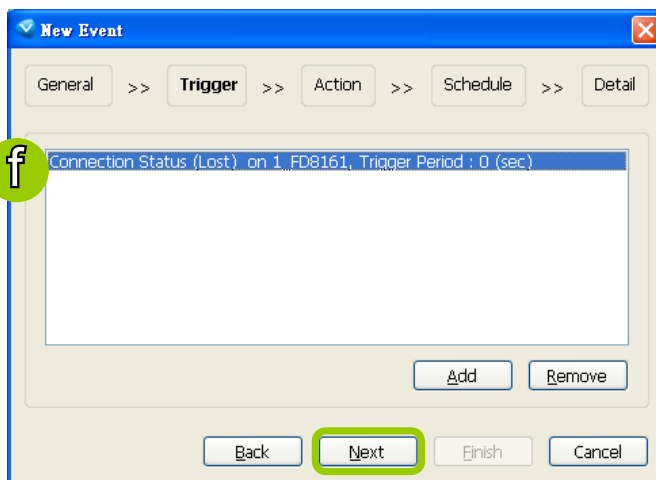 New Event
General >> Trigger >> Action >> Schedule >> Detail
f
Connection Status (Lost) on 1_FD8161, Trigger Period : 0 (sec)
Add Remove
Back Next Finish Cancel